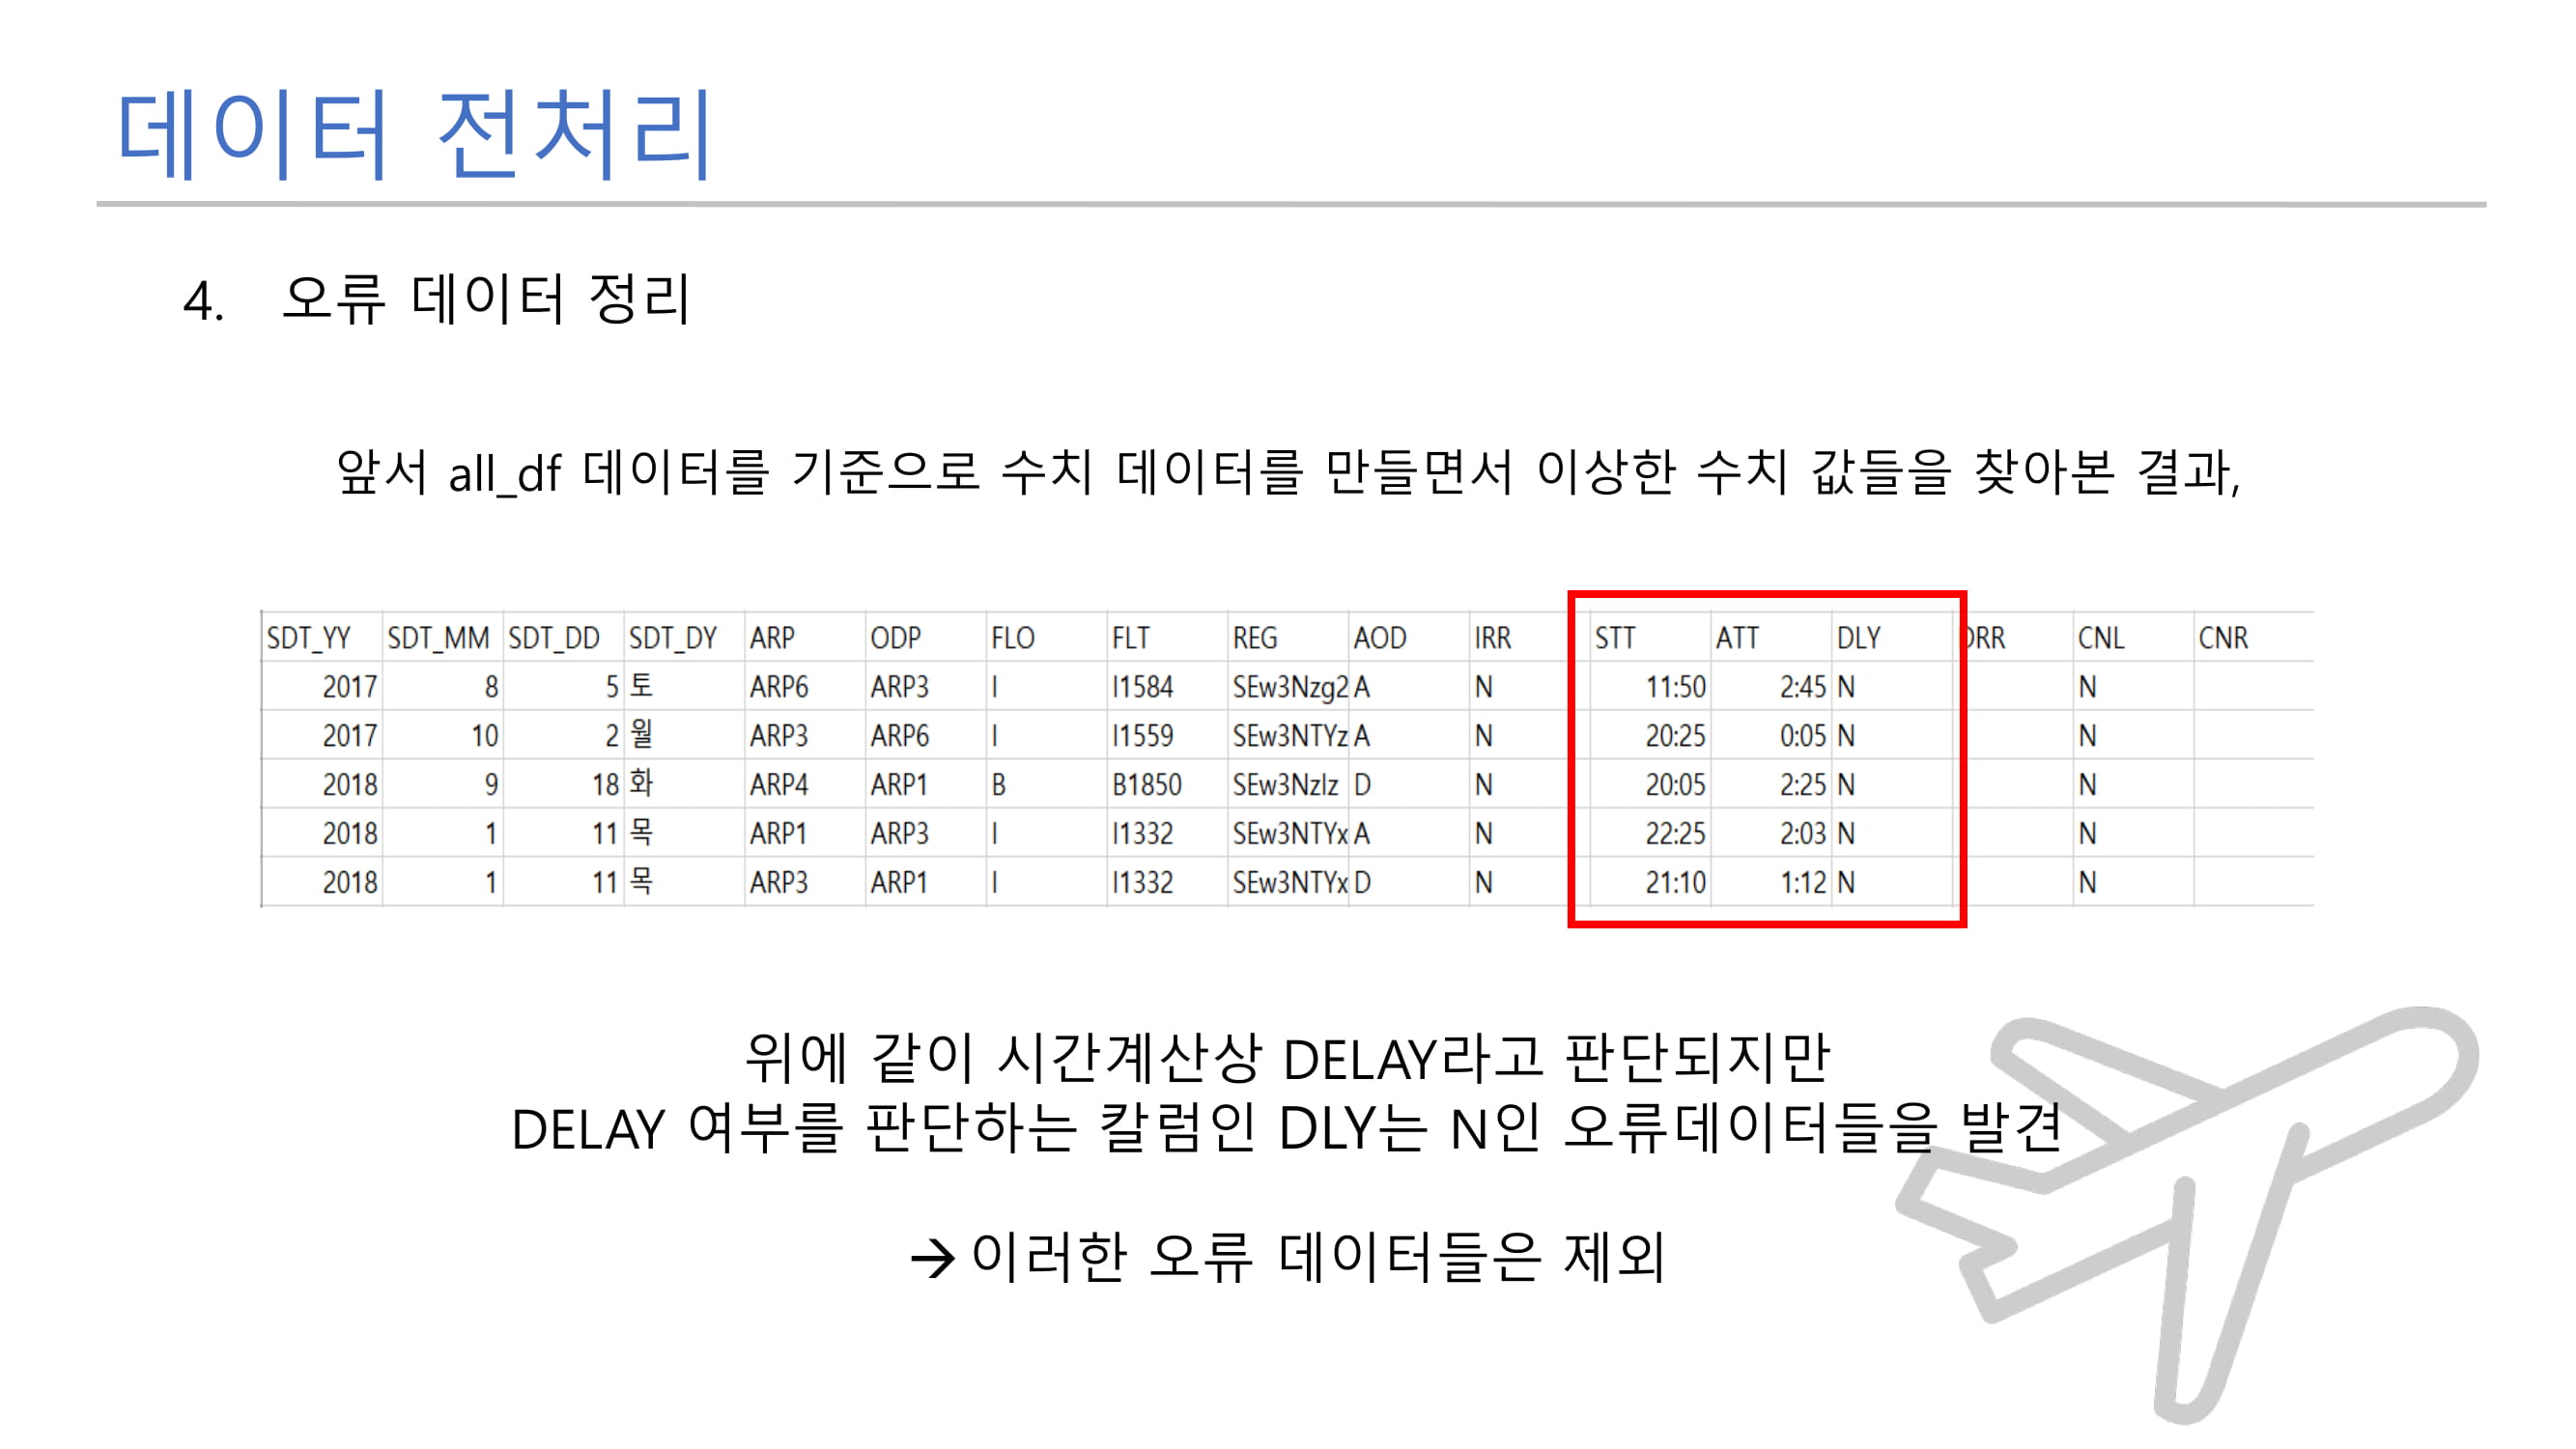 데이터 전처리
4. 오류 데이터 정리
앞서 all_df 데이터를 기준으로 수치 데이터를 만들면서 이상한 수치 값들을 찾아본 결과,
SDT_YY SDT_MM SDT_DD SDT_DY ARP ODP FLO FLT REG AOD IRR STT ATT DLY DRR CNL CNR
2017 8 5 토 ARP6 ARP3 I I1584 SEw3Nzg2 A N 11:50 2:45 N N
2017 10 2 월 ARP3 ARP6 I I1559 SEw3NTYz A N 20:25 0:05 N N
2018 9 18 화 ARP4 ARP1 B B1850 SEw3NzIz D N 20:05 2:25 N N
2018 1 11 목 ARP1 ARP3 I I1332 SEw3NTYx A N 22:25 2:03 N N
2018 1 11 목 ARP3 ARP1 I I1332 SEw3NTYx D N 21:10 1:12 N N
위에 같이 시간계산상 DELAY라고 판단되지만
DELAY 여부를 판단하는 칼럼인 DLY는 N인 오류데이터들을 발견
→ 이러한 오류 데이터들은 제외